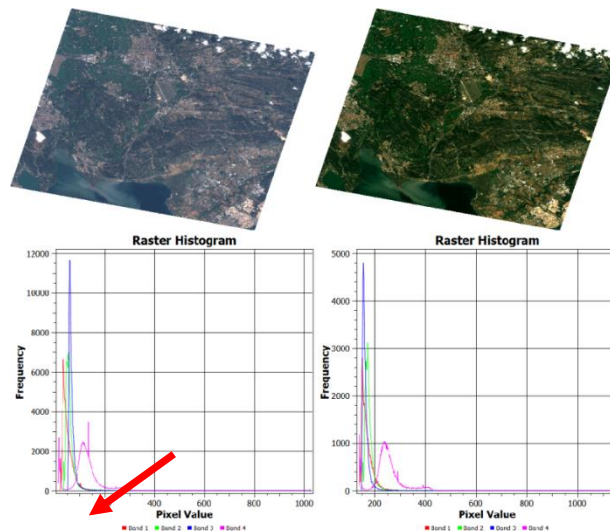 Raster Histogram
12000
10000
8000
6000
4000
2000
0
Frequency
400
600
800
1000
Pixel Value
Band 1 Band 2 Band 3 Band 4
Raster Histogram
5000
4000
3000
2000
1000
0
Frequency
200
400
600
800
1000
Pixel Value
Band 1 Band 2 Band 3 Band 4